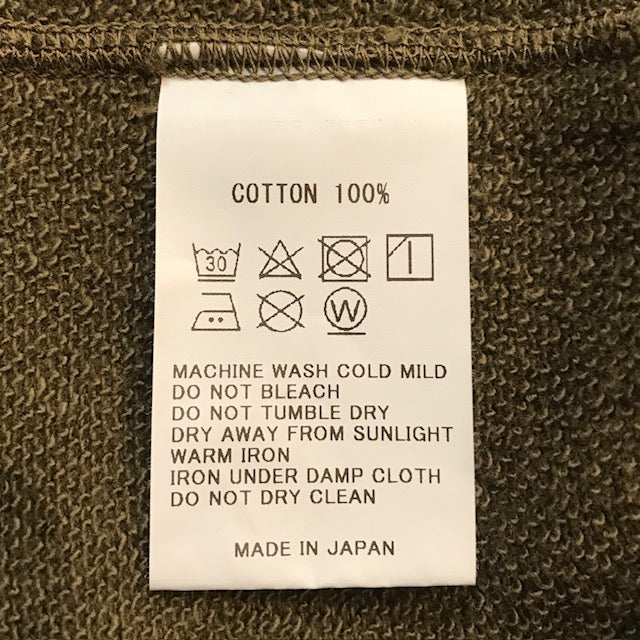 COTTON 100%
30
W
MACHINE WASH COLD MILD
DO NOT BLEACH
DO NOT TUMBLE DRY
DRY AWAY FROM SUNLIGHT
WARM IRON
IRON UNDER DAMP CLOTH
DO NOT DRY CLEAN
MADE IN JAPAN